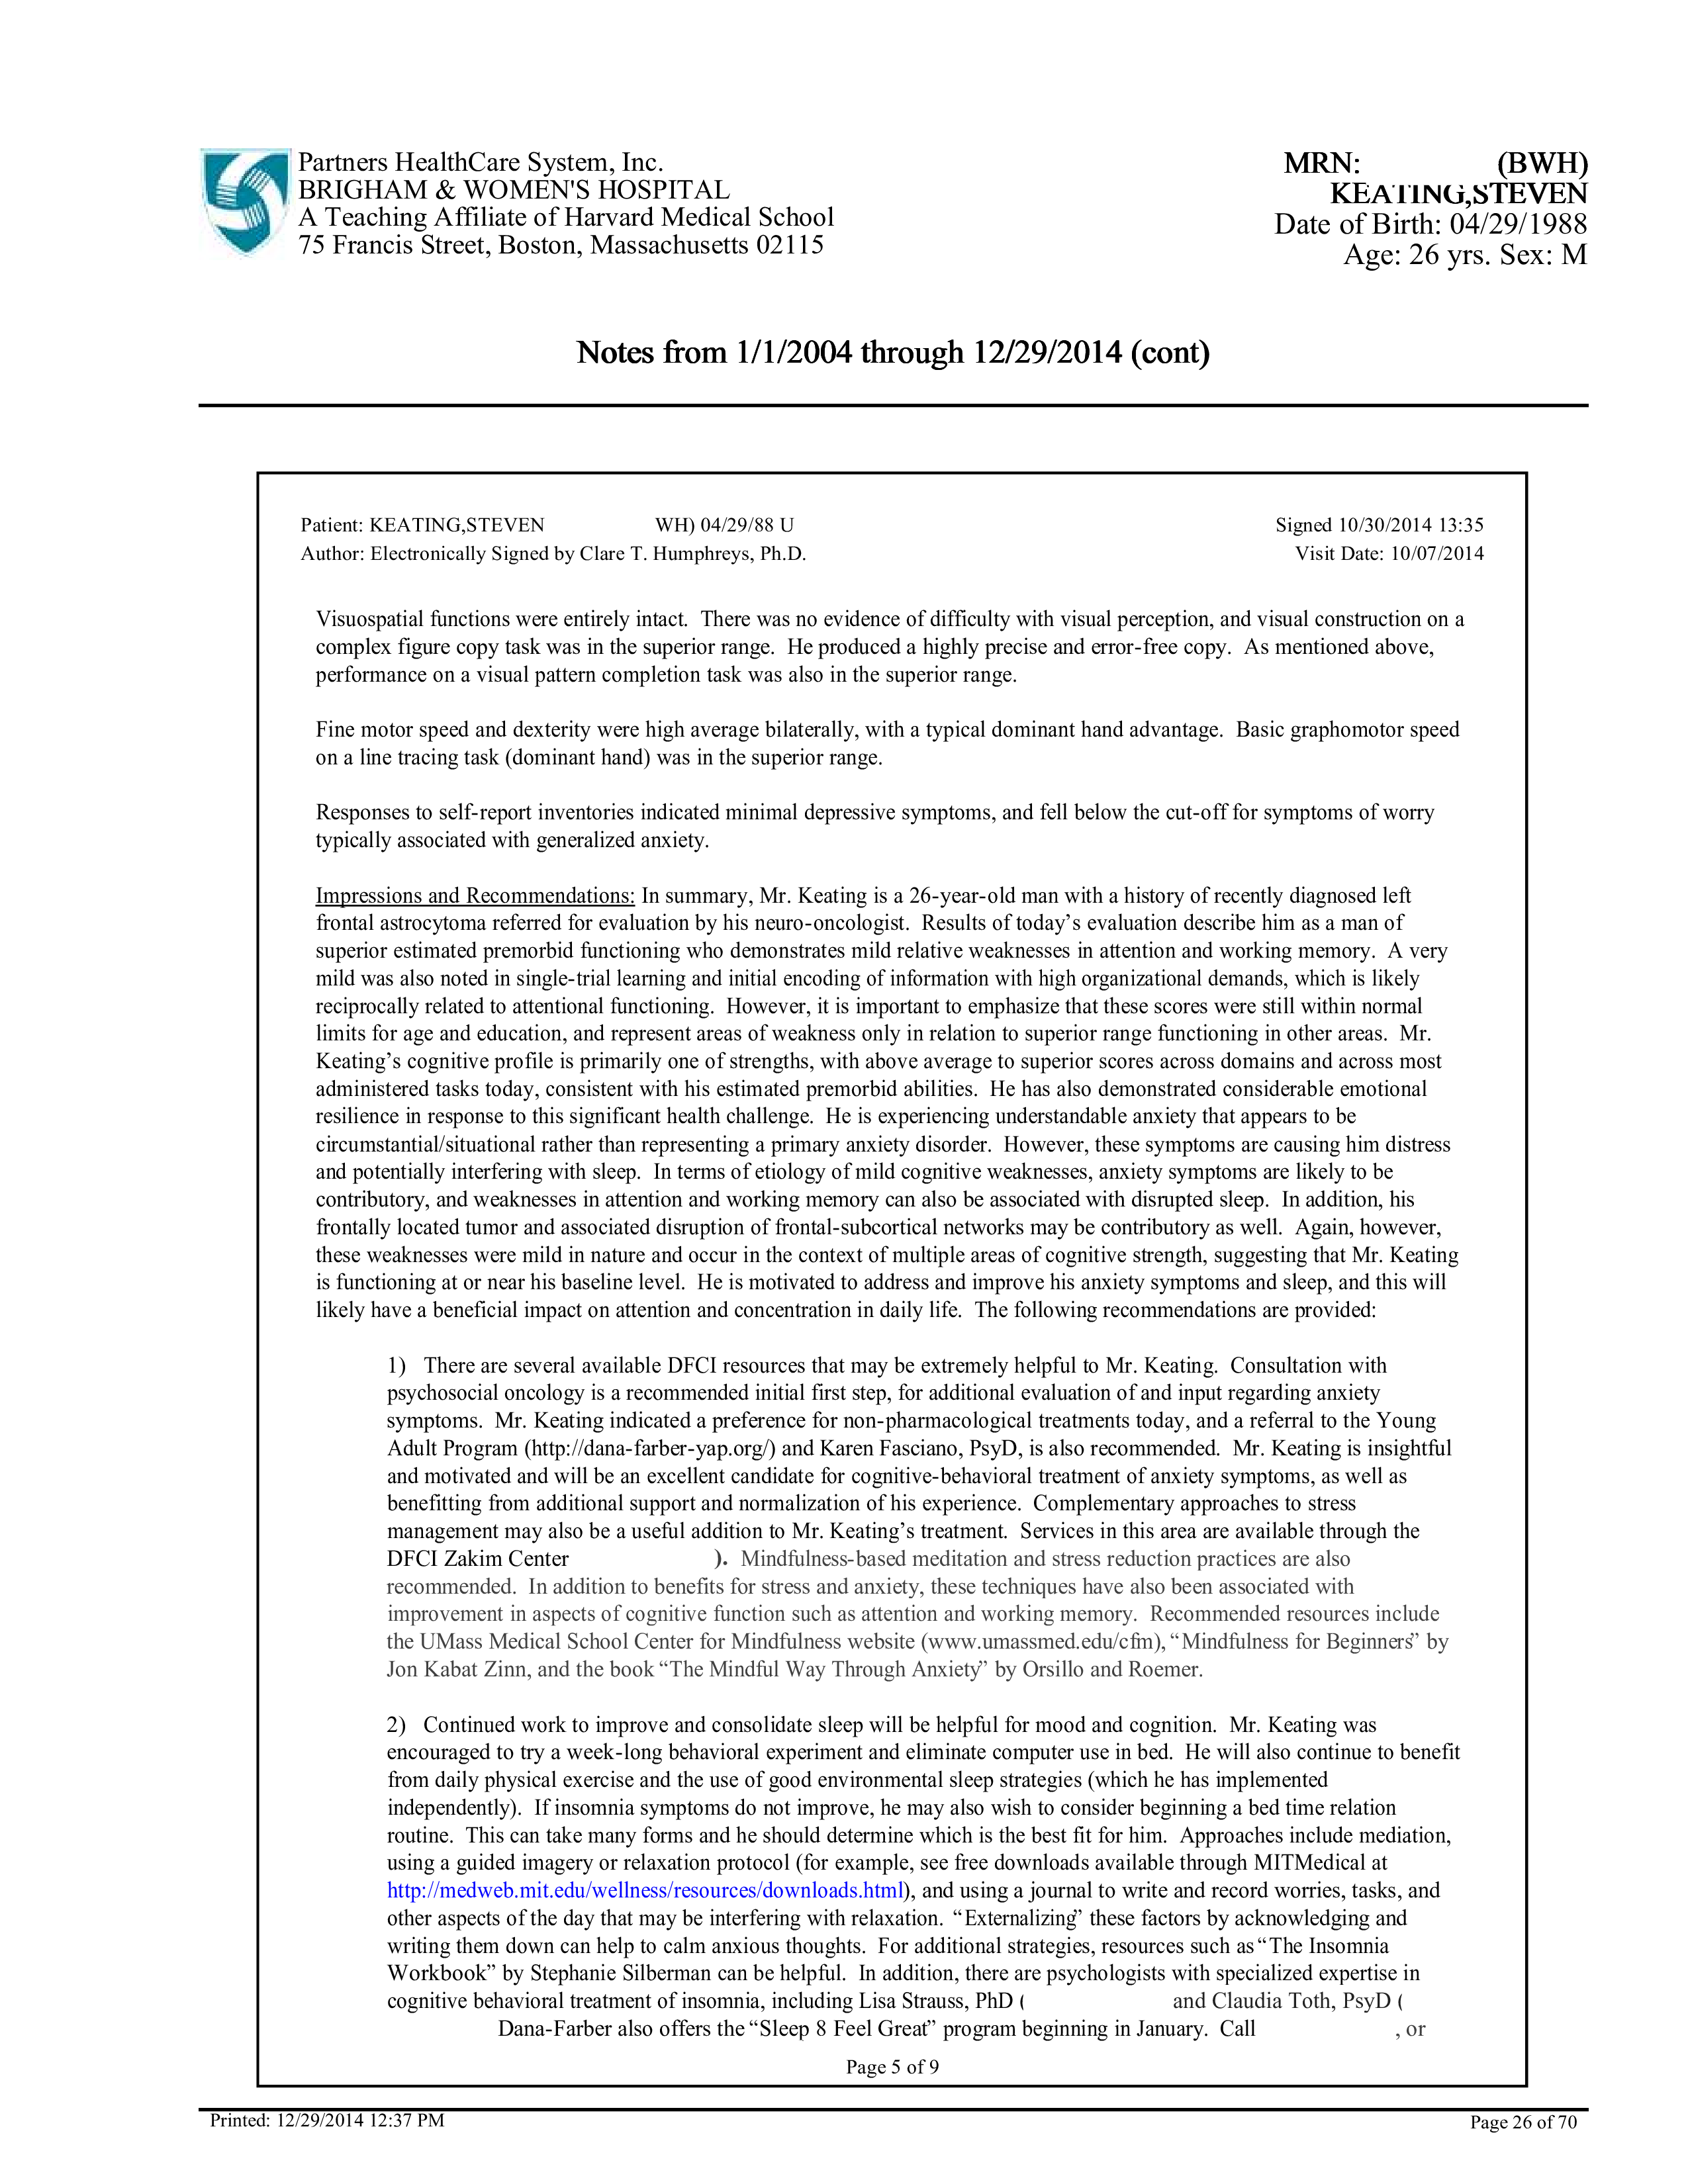 Partners HealthCare System, Inc.
BRIGHAM & WOMEN'S HOSPITAL
A Teaching Affiliate of Harvard Medical School
75 Francis Street, Boston, Massachusetts 02115
MRN: (BWH)
KEATING,STEVEN
Date of Birth: 04/29/1988
Age: 26 yrs. Sex: M
Notes from 1/1/2004 through 12/29/2014 (cont)
Patient: KEATING,STEVEN WH) 04/29/88 U Signed 10/30/2014 13:35
Author: Electronically Signed by Clare T. Humphreys, Ph.D. Visit Date: 10/07/2014
Visuospatial functions were entirely intact. There was no evidence of difficulty with visual perception, and visual construction on a
complex figure copy task was in the superior range. He produced a highly precise and error-free copy. As mentioned above,
performance on a visual pattern completion task was also in the superior range.
Fine motor speed and dexterity were high average bilaterally, with a typical dominant hand advantage. Basic graphomotor speed
on a line tracing task (dominant hand) was in the superior range.
Responses to self-report inventories indicated minimal depressive symptoms, and fell below the cut-off for symptoms of worry
typically associated with generalized anxiety.
Impressions and Recommendations: In summary, Mr. Keating is a 26-year-old man with a history of recently diagnosed left
frontal astrocytoma referred for evaluation by his neuro-oncologist. Results of today's evaluation describe him as a man of
superior estimated premorbid functioning who demonstrates mild relative weaknesses in attention and working memory. A very
mild was also noted in single-trial learning and initial encoding of information with high organizational demands, which is likely
reciprocally related to attentional functioning. However, it is important to emphasize that these scores were still within normal
limits for age and education, and represent areas of weakness only in relation to superior range functioning in other areas. Mr.
Keating's cognitive profile is primarily one of strengths, with above average to superior scores across domains and across most
administered tasks today, consistent with his estimated premorbid abilities. He has also demonstrated considerable emotional
resilience in response to this significant health challenge. He is experiencing understandable anxiety that appears to be
circumstantial/situational rather than representing a primary anxiety disorder. However, these symptoms are causing him distress
and potentially interfering with sleep. In terms of etiology of mild cognitive weaknesses, anxiety symptoms are likely to be
contributory, and weaknesses in attention and working memory can also be associated with disrupted sleep. In addition, his
frontally located tumor and associated disruption of frontal-subcortical networks may be contributory as well. Again, however,
these weaknesses were mild in nature and occur in the context of multiple areas of cognitive strength, suggesting that Mr. Keating
is functioning at or near his baseline level. He is motivated to address and improve his anxiety symptoms and sleep, and this will
likely have a beneficial impact on attention and concentration in daily life. The following recommendations are provided:
1) There are several available DFCI resources that may be extremely helpful to Mr. Keating. Consultation with
psychosocial oncology is a recommended initial first step, for additional evaluation of and input regarding anxiety
symptoms. Mr. Keating indicated a preference for non-pharmacological treatments today, and a referral to the Young
Adult Program (http://dana-farber-yap.org/) and Karen Fasciano, PsyD, is also recommended. Mr. Keating is insightful
and motivated and will be an excellent candidate for cognitive-behavioral treatment of anxiety symptoms, as well as
benefitting from additional support and normalization of his experience. Complementary approaches to stress
management may also be a useful addition to Mr. Keating's treatment. Services in this area are available through the
DFCI Zakim Center ). Mindfulness-based meditation and stress reduction practices are also
recommended. In addition to benefits for stress and anxiety, these techniques have also been associated with
improvement in aspects of cognitive function such as attention and working memory. Recommended resources include
the UMass Medical School Center for Mindfulness website (www.umassmed.edu/cfm), "Mindfulness for Beginners" by
Jon Kabat Zinn, and the book "The Mindful Way Through Anxiety" by Orsillo and Roemer.
2) Continued work to improve and consolidate sleep will be helpful for mood and cognition. Mr. Keating was
encouraged to try a week-long behavioral experiment and eliminate computer use in bed. He will also continue to benefit
from daily physical exercise and the use of good environmental sleep strategies (which he has implemented
independently). If insomnia symptoms do not improve, he may also wish to consider beginning a bed time relation
routine. This can take many forms and he should determine which is the best fit for him. Approaches include mediation,
using a guided imagery or relaxation protocol (for example, see free downloads available through MITMedical at
http://medweb.mit.edu/wellness/resources/downloads.html), and using a journal to write and record worries, tasks, and
other aspects of the day that may be interfering with relaxation. "Externalizing" these factors by acknowledging and
writing them down can help to calm anxious thoughts. For additional strategies, resources such as "The Insomnia
Workbook" by Stephanie Silberman can be helpful. In addition, there are psychologists with specialized expertise in
cognitive behavioral treatment of insomnia, including Lisa Strauss, PhD ( and Claudia Toth, PsyD (
Dana-Farber also offers the "Sleep 8 Feel Great" program beginning in January. Call , or
Page 5 of 9
Printed: 12/29/2014 12:37 PM Page 26 of 70